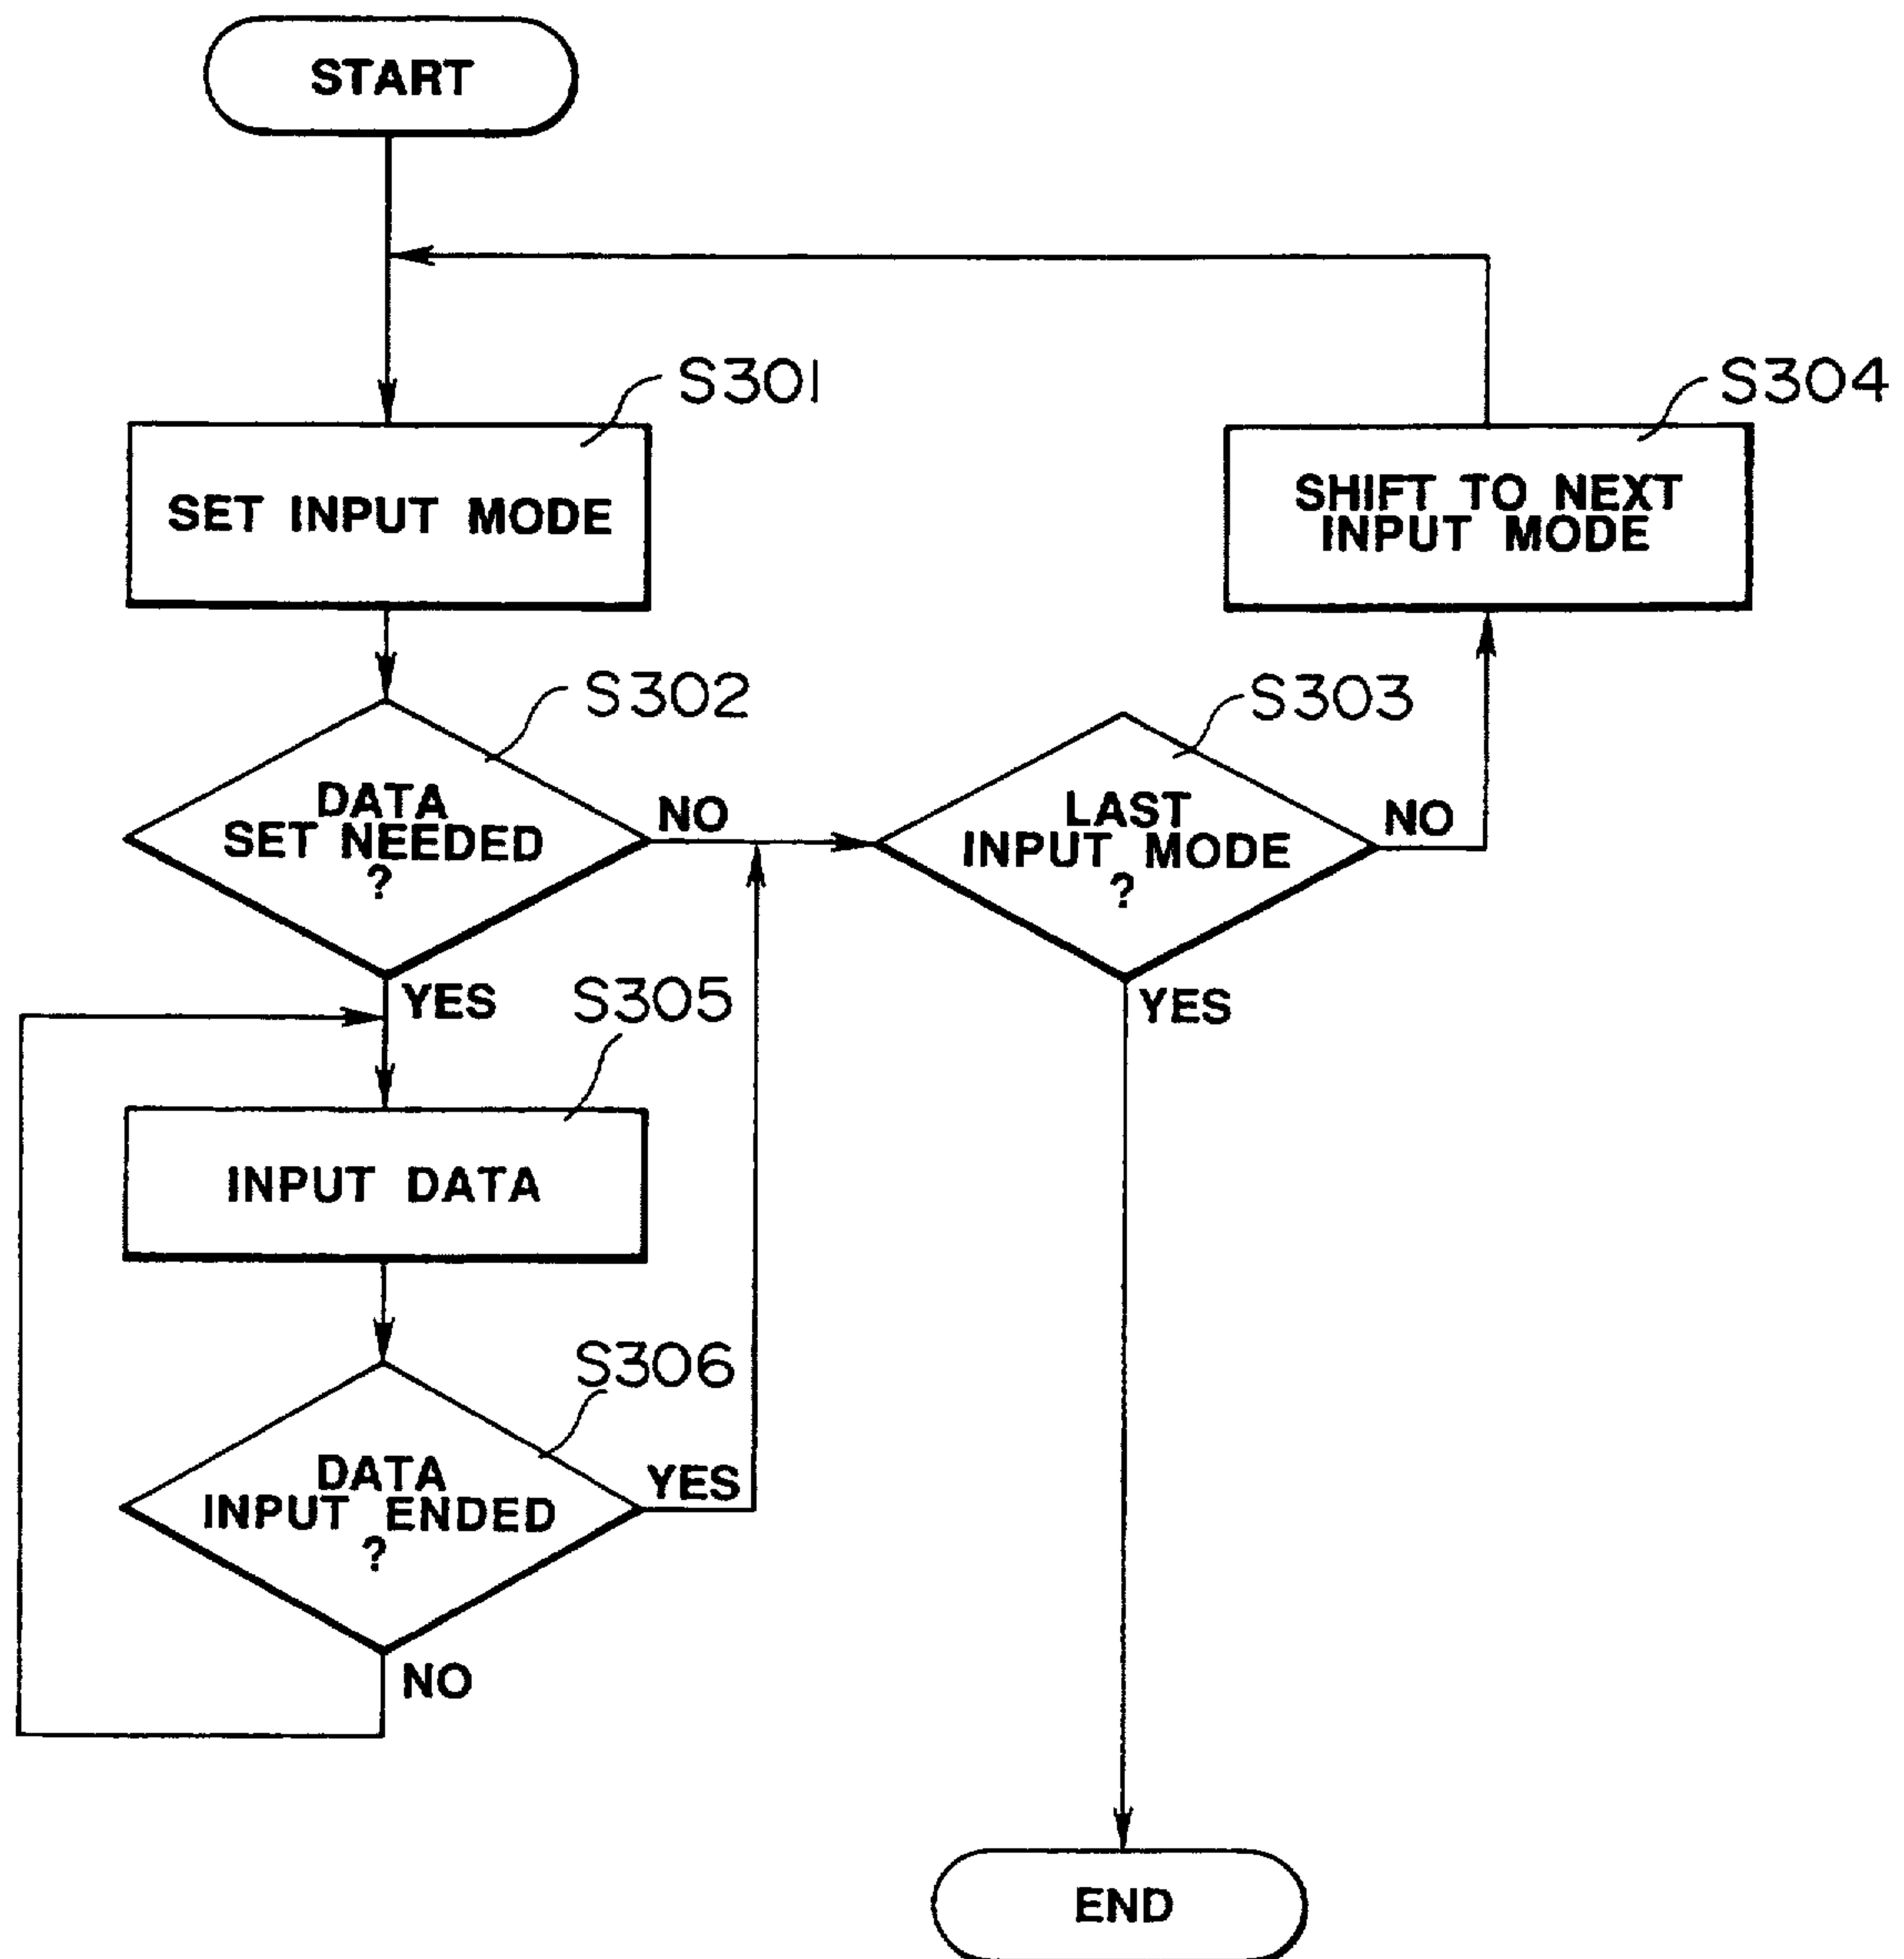 START
S301
SET INPUT MODE
S304
SHIFT TO NEXT
INPUT MODE
S302
DATA
SET NEEDED
?
NO
YES
S303
LAST
INPUT MODE
?
NO
YES
S305
INPUT DATA
S306
DATA
INPUT ENDED
?
YES
NO
END